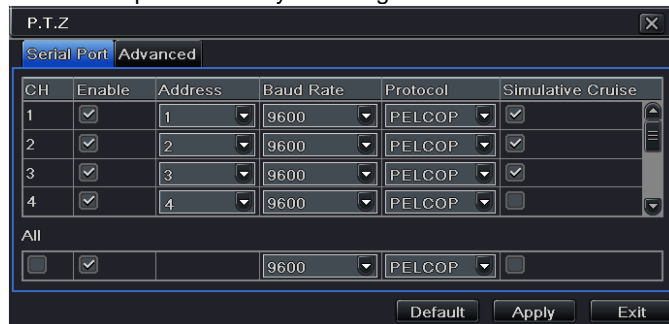 P.T.Z
Serial Port Advanced
CH Enable Address Baud Rate Protocol Simulative Cruise
1 1 9600 PELCOP
2 2 9600 PELCOP
3 3 9600 PELCOP
4 4 9600 PELCOP
All
9600 PELCOP
Default Apply Exit